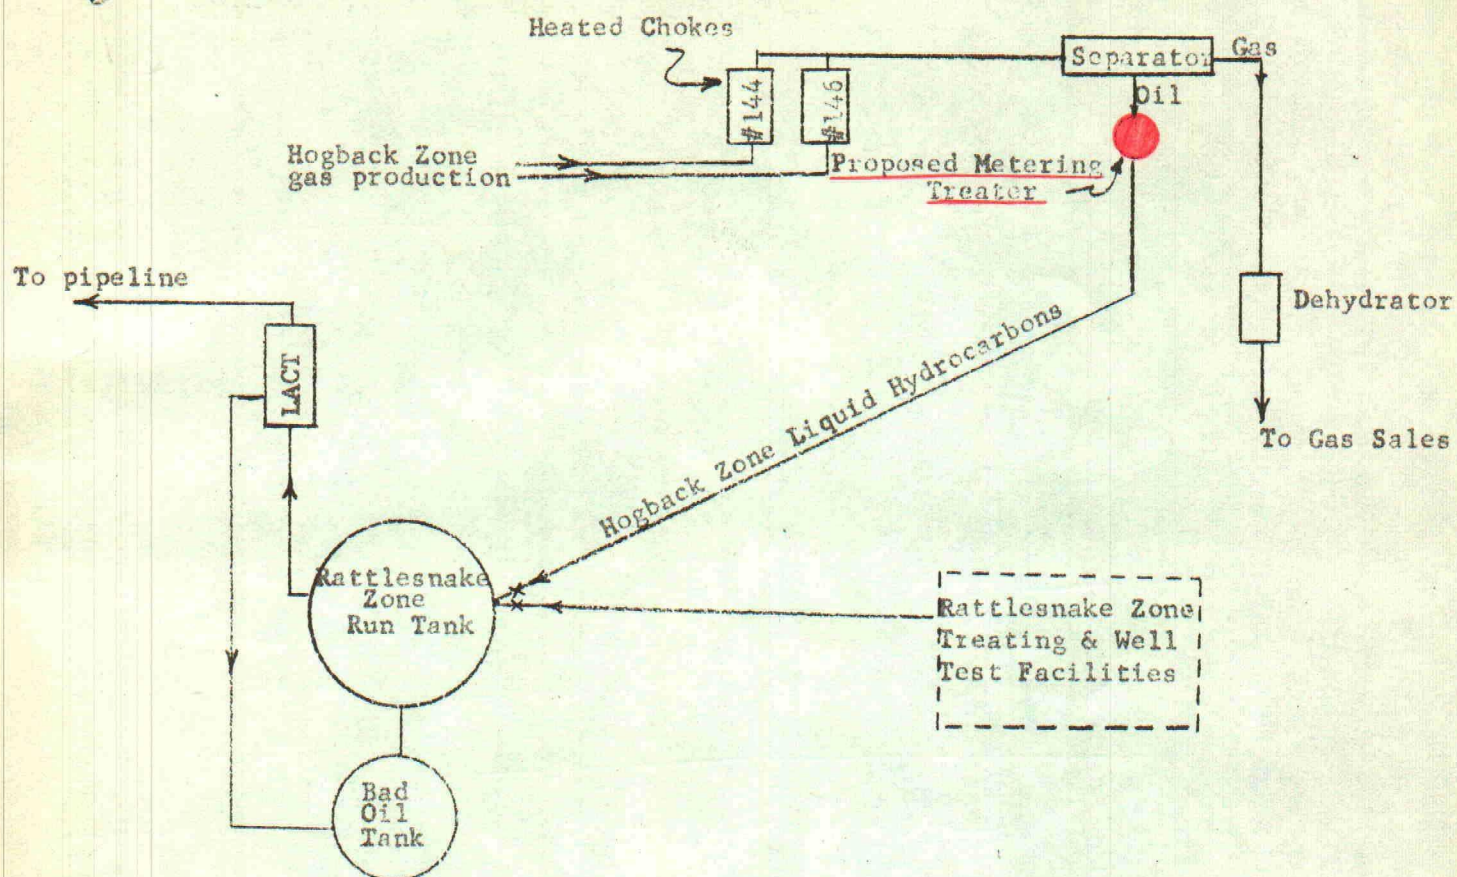 Heated Chokes
Separator
Gas
Oil
#144
#146
Hogback Zone
gas production
Proposed Metering
Treater
To pipeline
Dehydrator
LACT
Hogback Zone Liquid Hydrocarbons
To Gas Sales
Rattlesnake
Zone
Run Tank
Rattlesnake Zone
Treating & Well
Test Facilities
Bad
Oil
Tank